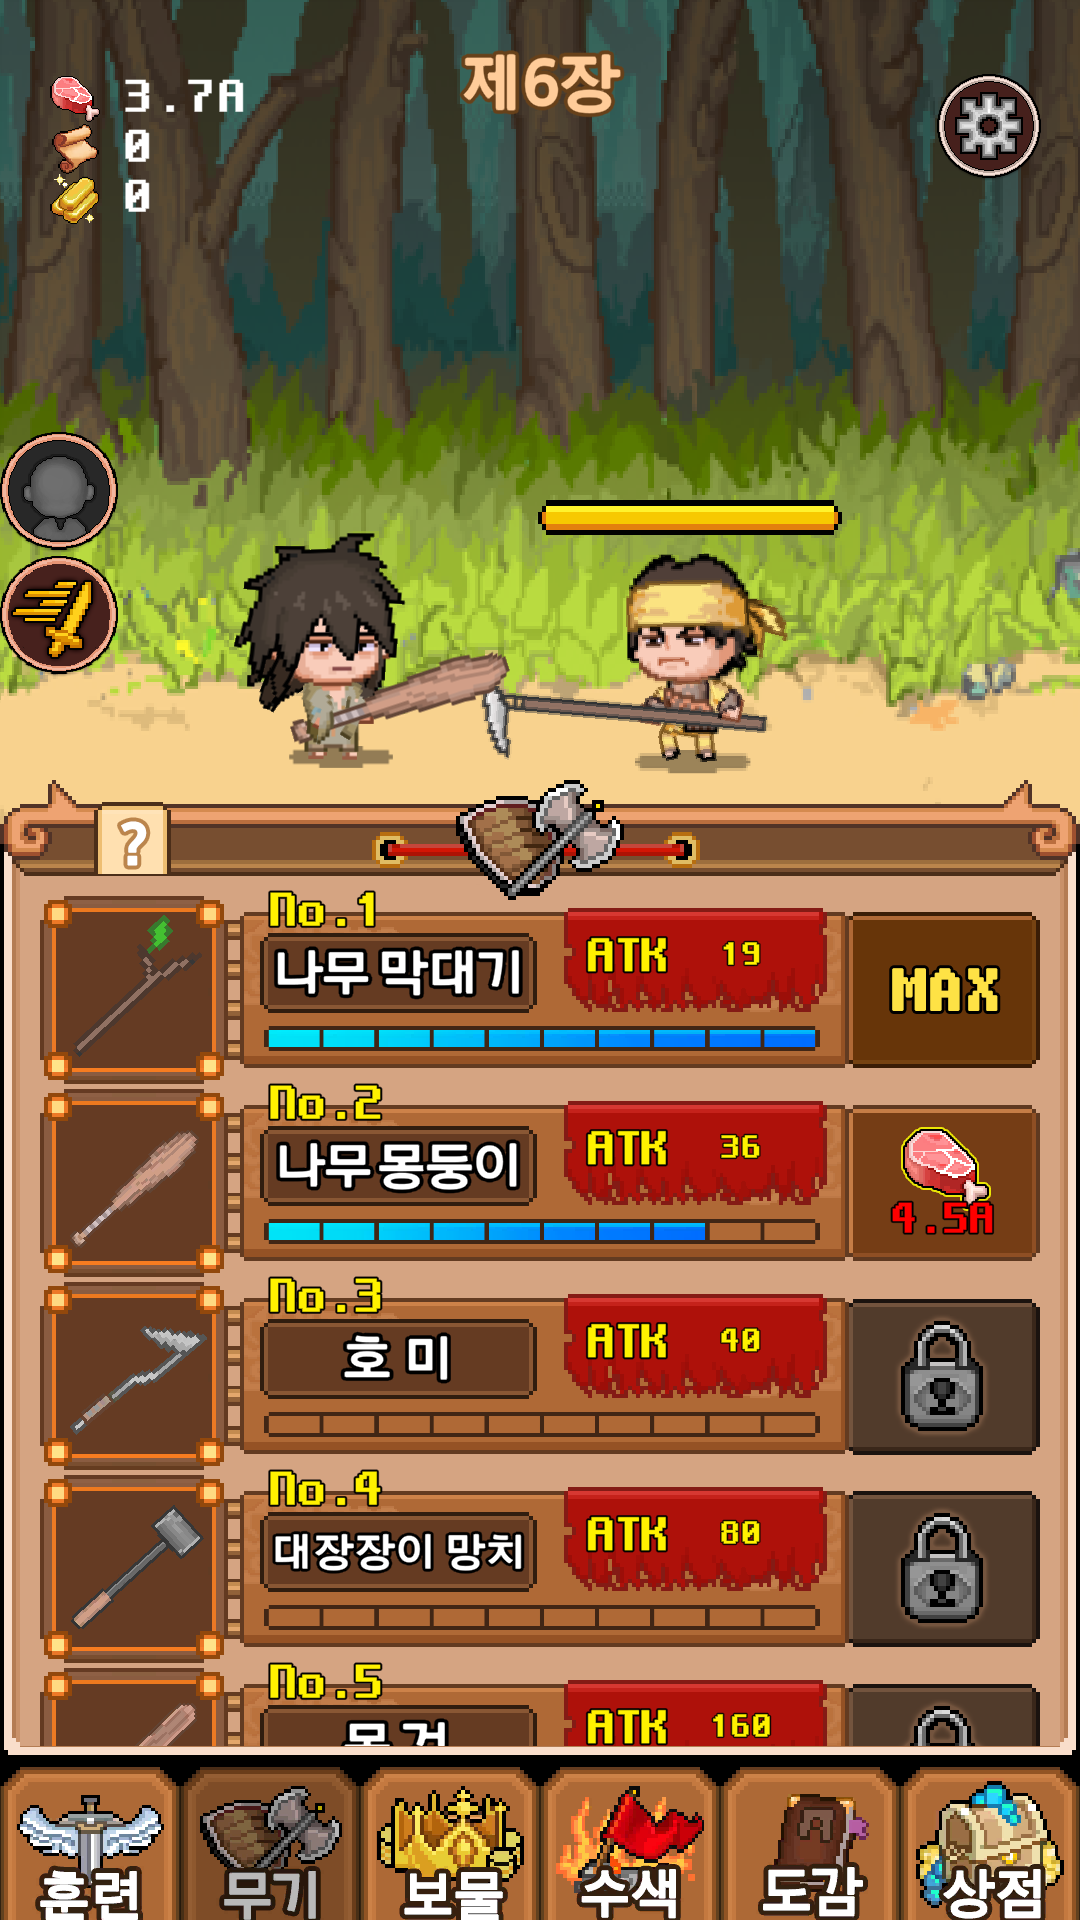 제6장
3.7A
0
0
?
No.1
나무 막대기
ATK 19
MAX
No.2
나무 몽둥이
ATK 36
4.5A
No.3
호 미
ATK 40
No.4
대장장이 망치
ATK 80
No.5
목 검
ATK 160
훈련
무기
보물
수색
도감
상점